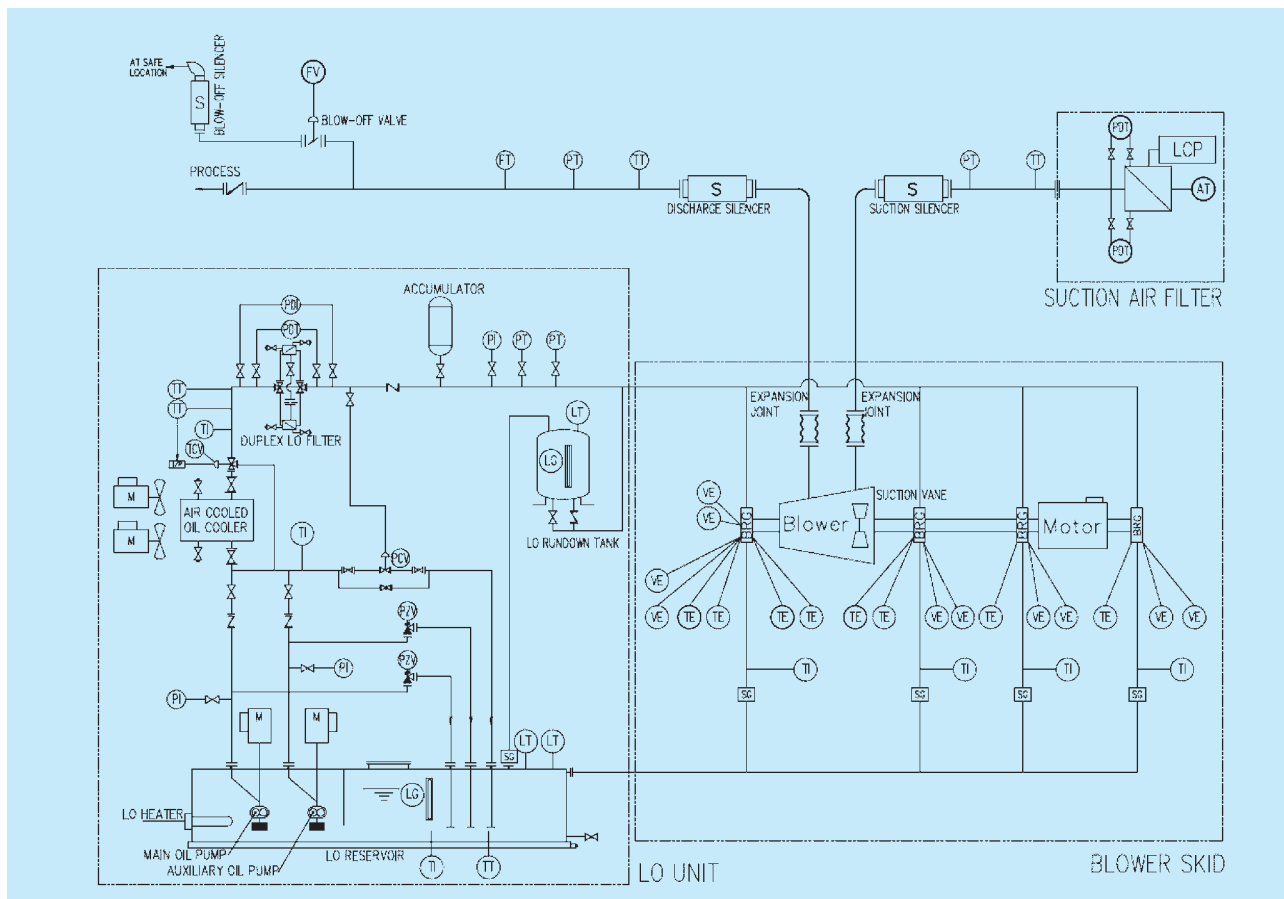 AT SAFE
LOCATION
S
BLOW-OFF SILENCER
FV
BLOW-OFF VALVE
PROCESS
FT
PT
TT
S
DISCHARGE SILENCER
S
SUCTION SILENCER
PT
TT
PDT
LCP
AT
PDT
SUCTION AIR FILTER
PDI
PDT
ACCUMULATOR
PI
PT
PT
TT
TT
TI
DUPLEX LO FILTER
TCV
M
M
AIR COOLED
OIL COOLER
TI
PCV
LT
LG
LO RUNDOWN TANK
PZV
PZV
PI
PI
M
M
SG
LT
LT
LG
LO HEATER
MAIN OIL PUMP
AUXILIARY OIL PUMP
LO RESERVOIR
TI
TT
LO UNIT
EXPANSION
JOINT
EXPANSION
JOINT
SUCTION VANE
Blower
Motor
BRG
BRG
BRG
BRG
VE
VE
VE
VE
TE
TE
TE
TE
TE
TE
VE
VE
TE
VE
VE
TE
VE
VE
TI
TI
TI
TI
SG
SG
SG
SG
BLOWER SKID